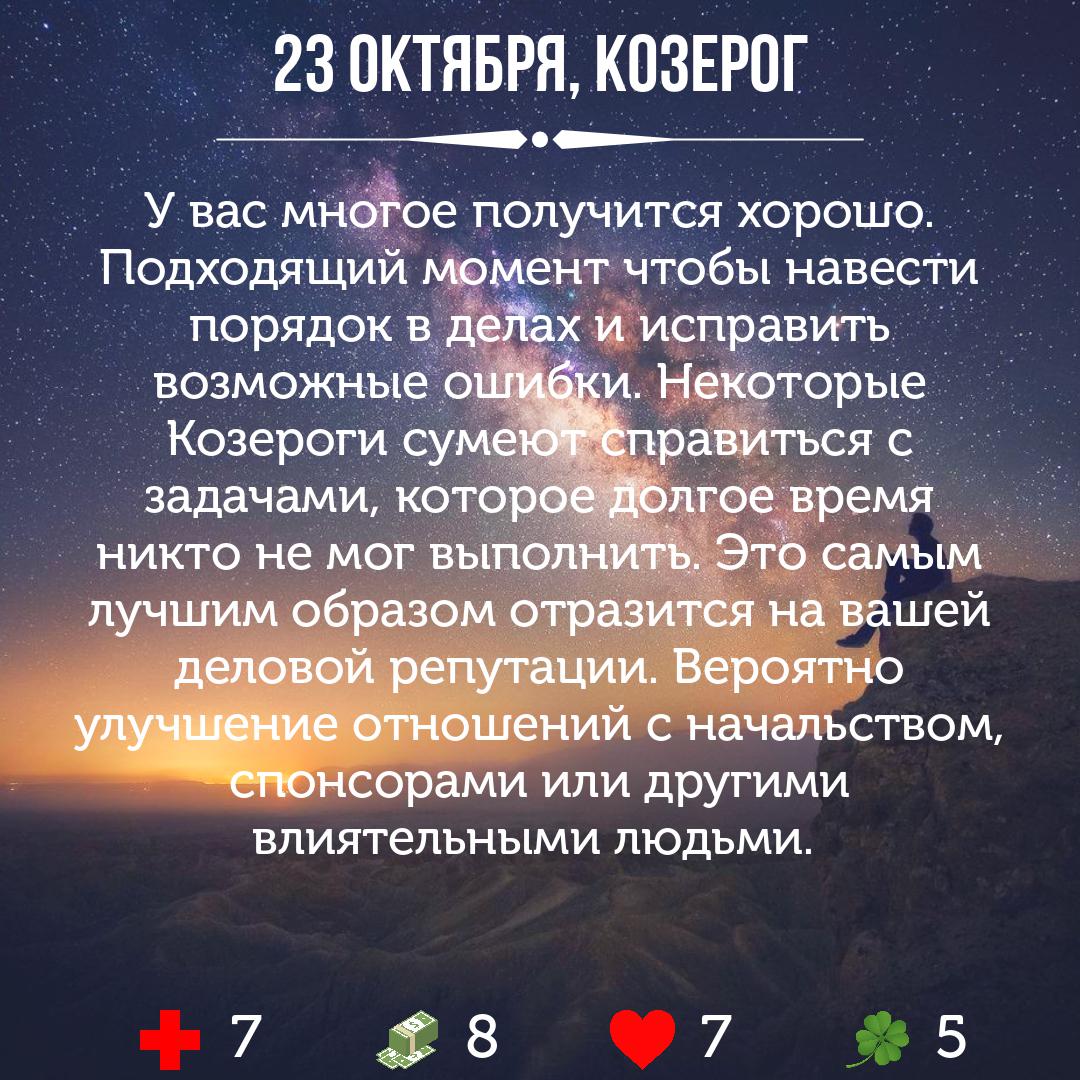 23 ОКТЯБРЯ, КОЗЕРОГ
У вас многое получится хорошо.
Подходящий момент чтобы навести
порядок в делах и исправить
возможные ошибки. Некоторые
Козероги сумеют справиться с
задачами, которое долгое время
никто не мог выполнить. Это самым
лучшим образом отразится на вашей
деловой репутации. Вероятно
улучшение отношений с начальством,
спонсорами или другими
влиятельными людьми.
7 8 7 5